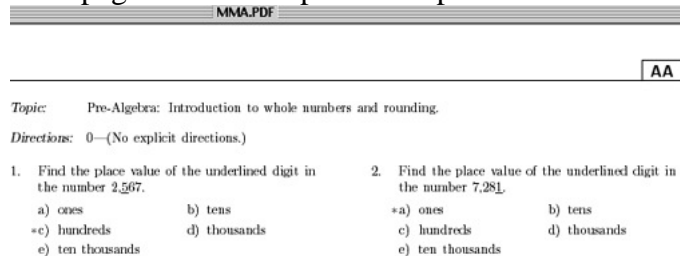 MMA.PDF
AA
Topic: Pre-Algebra: Introduction to whole numbers and rounding.
Directions: 0—(No explicit directions.)
1. Find the place value of the underlined digit in
the number 2,567.
a) ones b) tens
*c) hundreds d) thousands
e) ten thousands
2. Find the place value of the underlined digit in
the number 7,281.
*a) ones b) tens
c) hundreds d) thousands
e) ten thousands